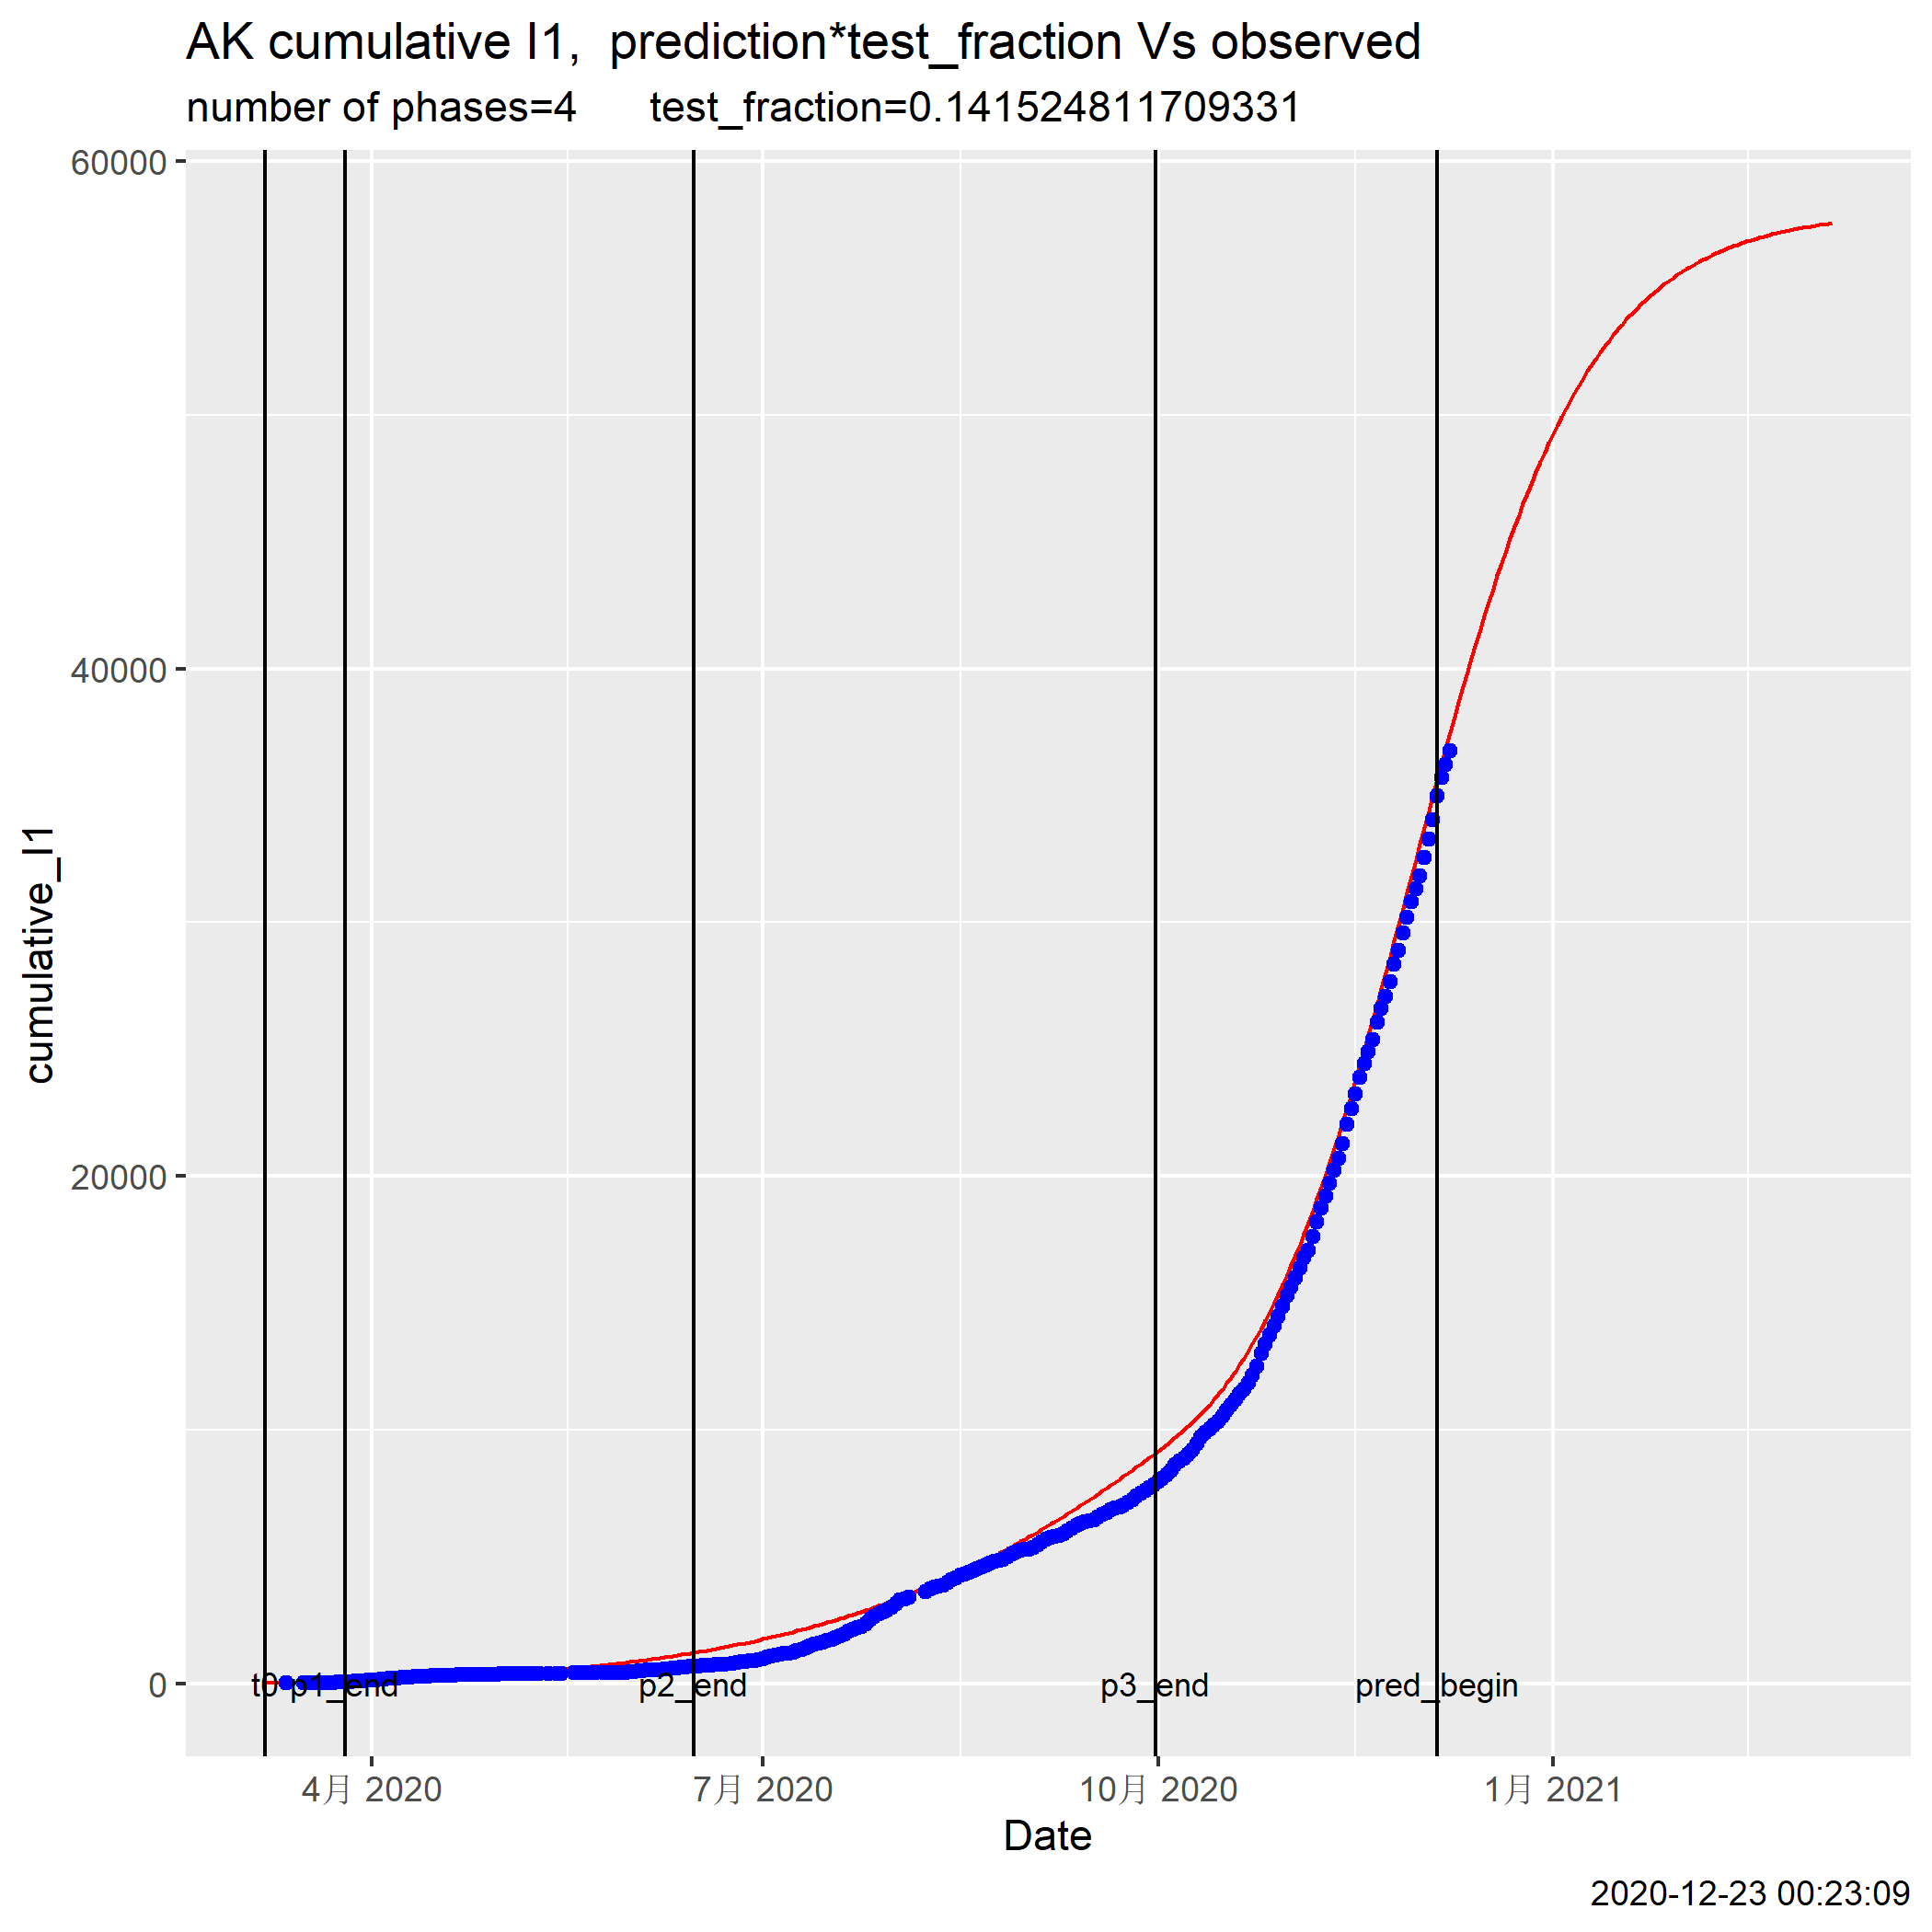 AK cumulative I1,  prediction*test_fraction Vs observed
number of phases=4      test_fraction=0.141524811709331
60000
40000
20000
0
cumulative_I1
t0 p1_end p2_end p3_end pred_begin
4月 2020 7月 2020 10月 2020 1月 2021
Date
2020-12-23 00:23:09